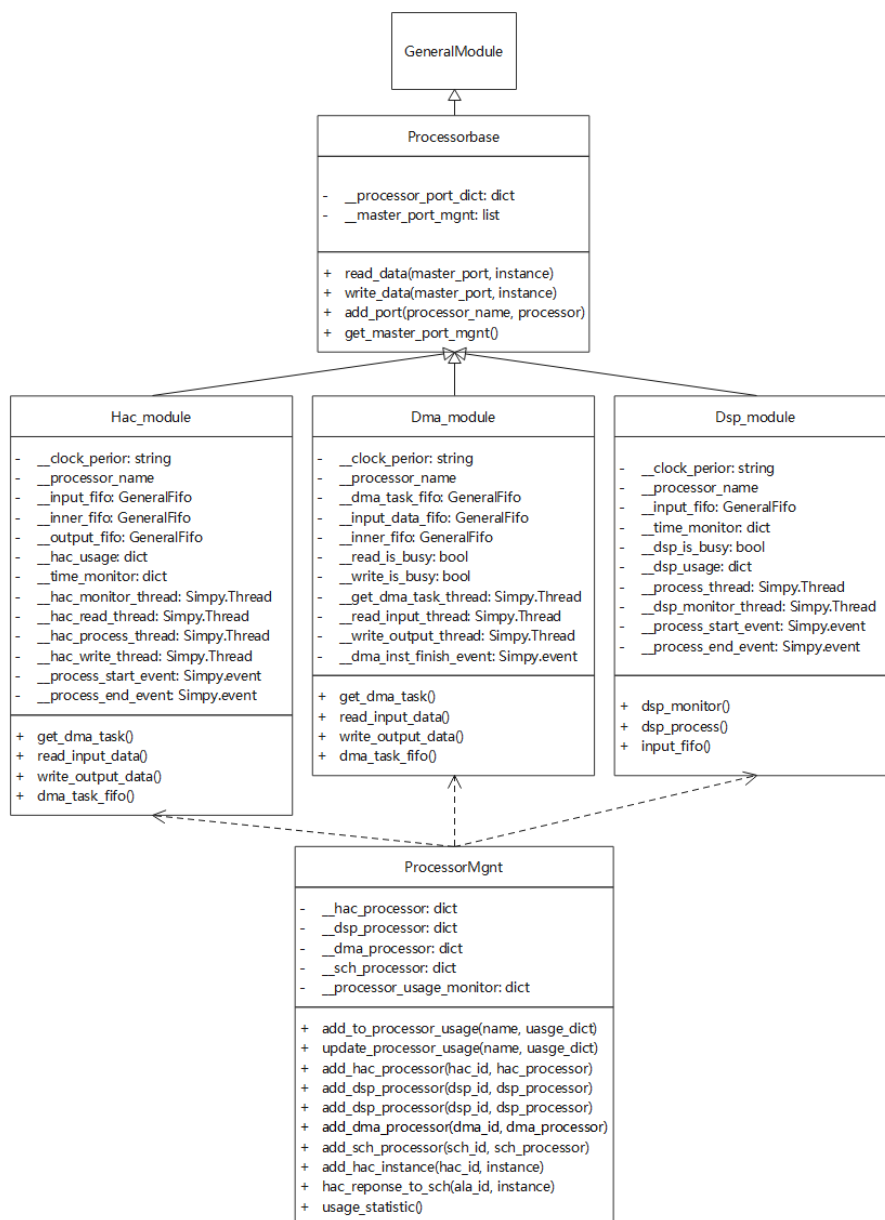 GeneralModule
Processorbase
- __processor_port_dict: dict
- __master_port_mgnt: list
+ read_data(master_port, instance)
+ write_data(master_port, instance)
+ add_port(processor_name, processor)
+ get_master_port_mgnt()
Hac_module
- __clock_perior: string
- __processor_name
- __input_fifo: GeneralFifo
- __inner_fifo: GeneralFifo
- __output_fifo: GeneralFifo
- __hac_usage: dict
- __time_monitor: dict
- __hac_monitor_thread: Simpy.Thread
- __hac_read_thread: Simpy.Thread
- __hac_process_thread: Simpy.Thread
- __hac_write_thread: Simpy.Thread
- __process_start_event: Simpy.event
- __process_end_event: Simpy.event
+ get_dma_task()
+ read_input_data()
+ write_output_data()
+ dma_task_fifo()
Dma_module
- __clock_perior: string
- __processor_name
- __dma_task_fifo: GeneralFifo
- __input_data_fifo: GeneralFifo
- __inner_fifo: GeneralFifo
- __read_is_busy: bool
- __write_is_busy: bool
- __get_dma_task_thread: Simpy.Thread
- __read_input_thread: Simpy.Thread
- __write_output_thread: Simpy.Thread
- __dma_inst_finish_event: Simpy.event
+ get_dma_task()
+ read_input_data()
+ write_output_data()
+ dma_task_fifo()
Dsp_module
- __clock_perior: string
- __processor_name
- __input_fifo: GeneralFifo
- __time_monitor: dict
- __dsp_is_busy: bool
- __dsp_usage: dict
- __process_thread: Simpy.Thread
- __dsp_monitor_thread: Simpy.Thread
- __process_start_event: Simpy.event
- __process_end_event: Simpy.event
+ dsp_monitor()
+ dsp_process()
+ input_fifo()
ProcessorMgnt
- __hac_processor: dict
- __dsp_processor: dict
- __dma_processor: dict
- __sch_processor: dict
- __processor_usage_monitor: dict
+ add_to_processor_usage(name, uasge_dict)
+ update_processor_usage(name, uasge_dict)
+ add_hac_processor(hac_id, hac_processor)
+ add_dsp_processor(dsp_id, dsp_processor)
+ add_dsp_processor(dsp_id, dsp_processor)
+ add_dma_processor(dma_id, dma_processor)
+ add_sch_processor(sch_id, sch_processor)
+ add_hac_instance(hac_id, instance)
+ hac_reponse_to_sch(ala_id, instance)
+ usage_statistic()